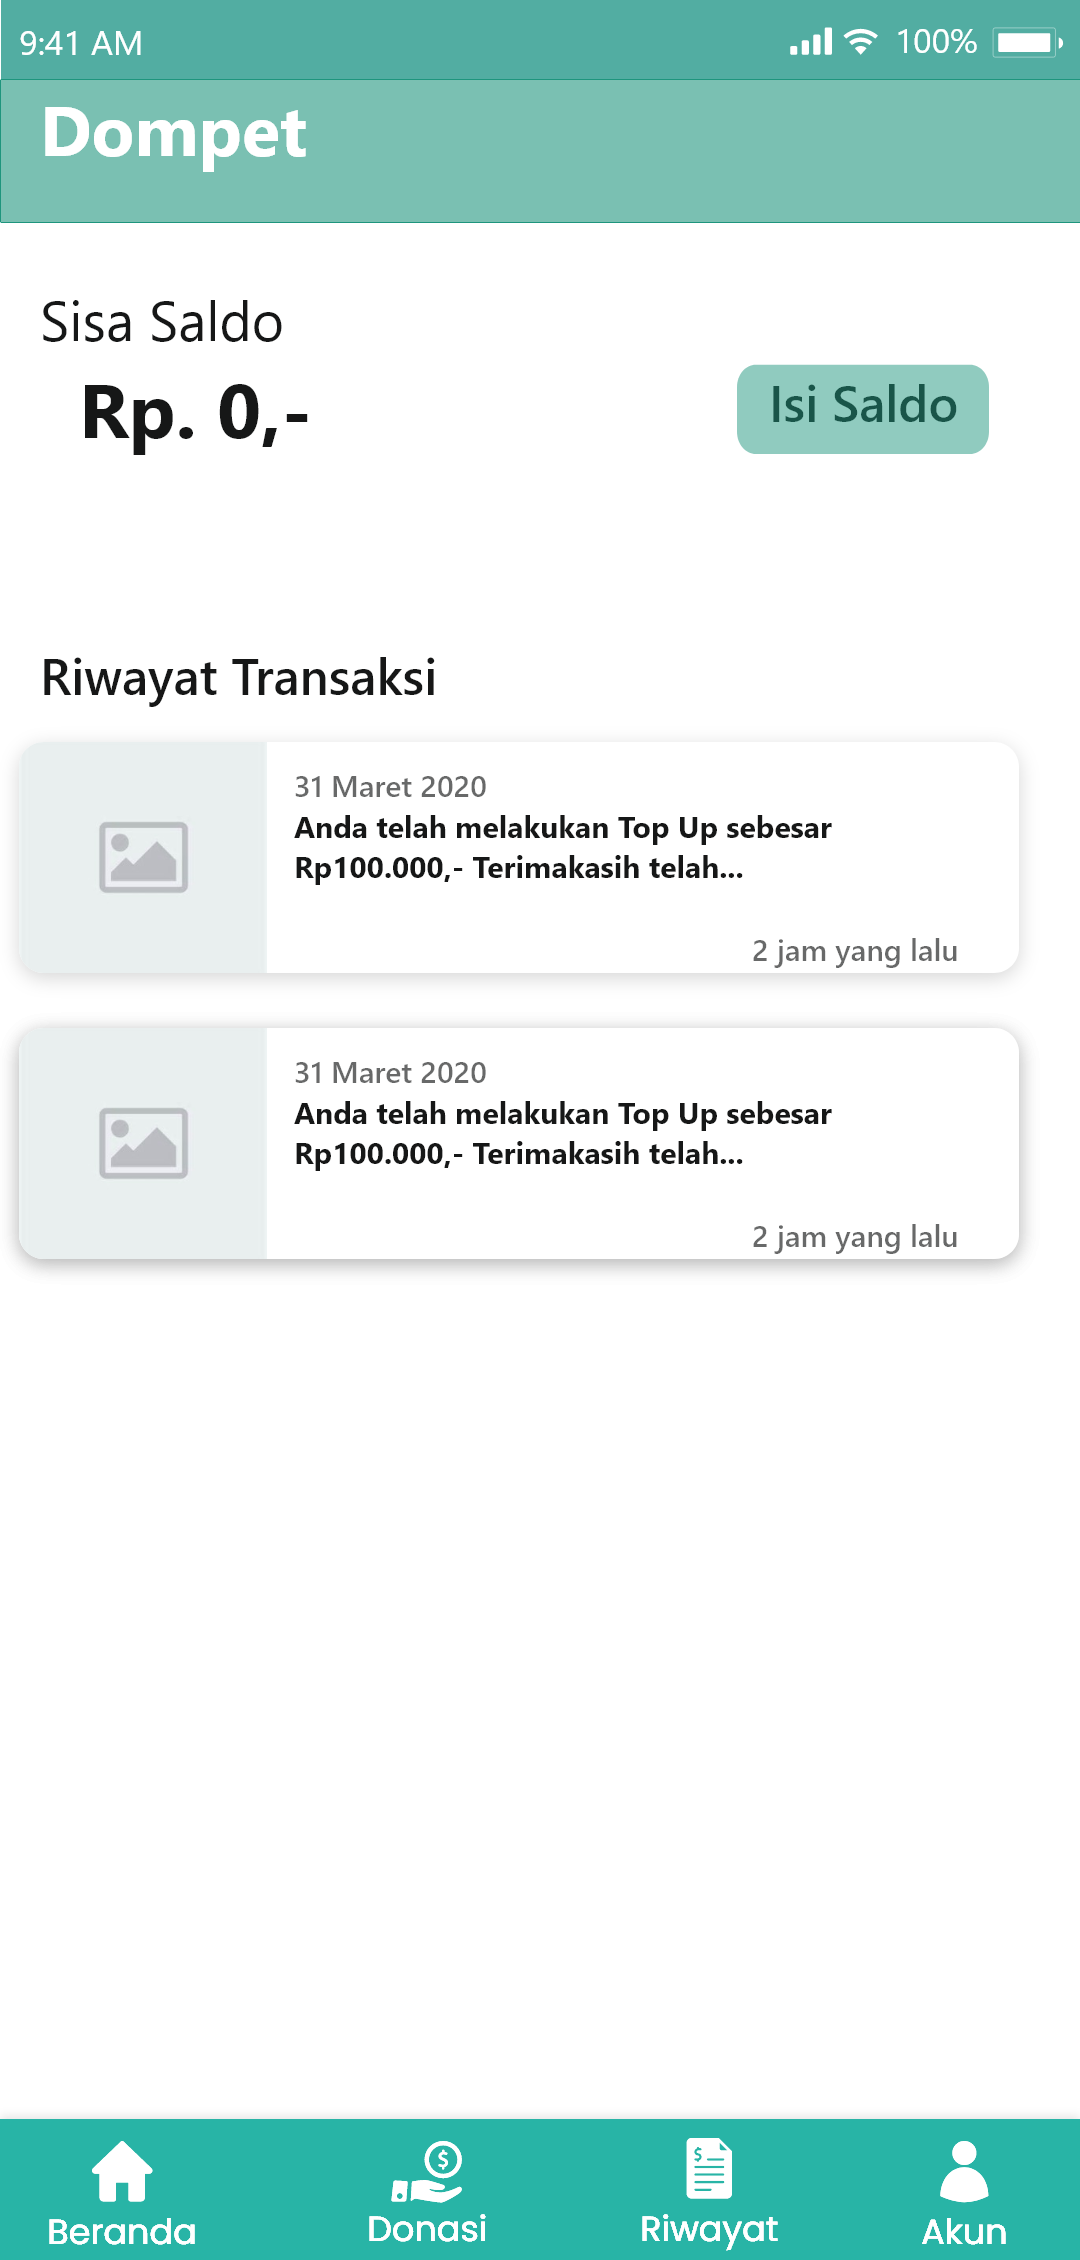 9:41 AM
100%
Dompet
Sisa Saldo
Rp. 0,-
Isi Saldo
Riwayat Transaksi
31 Maret 2020
Anda telah melakukan Top Up sebesar
Rp100.000,- Terimakasih telah...
2 jam yang lalu
31 Maret 2020
Anda telah melakukan Top Up sebesar
Rp100.000,- Terimakasih telah...
2 jam yang lalu
Beranda
Donasi
Riwayat
Akun